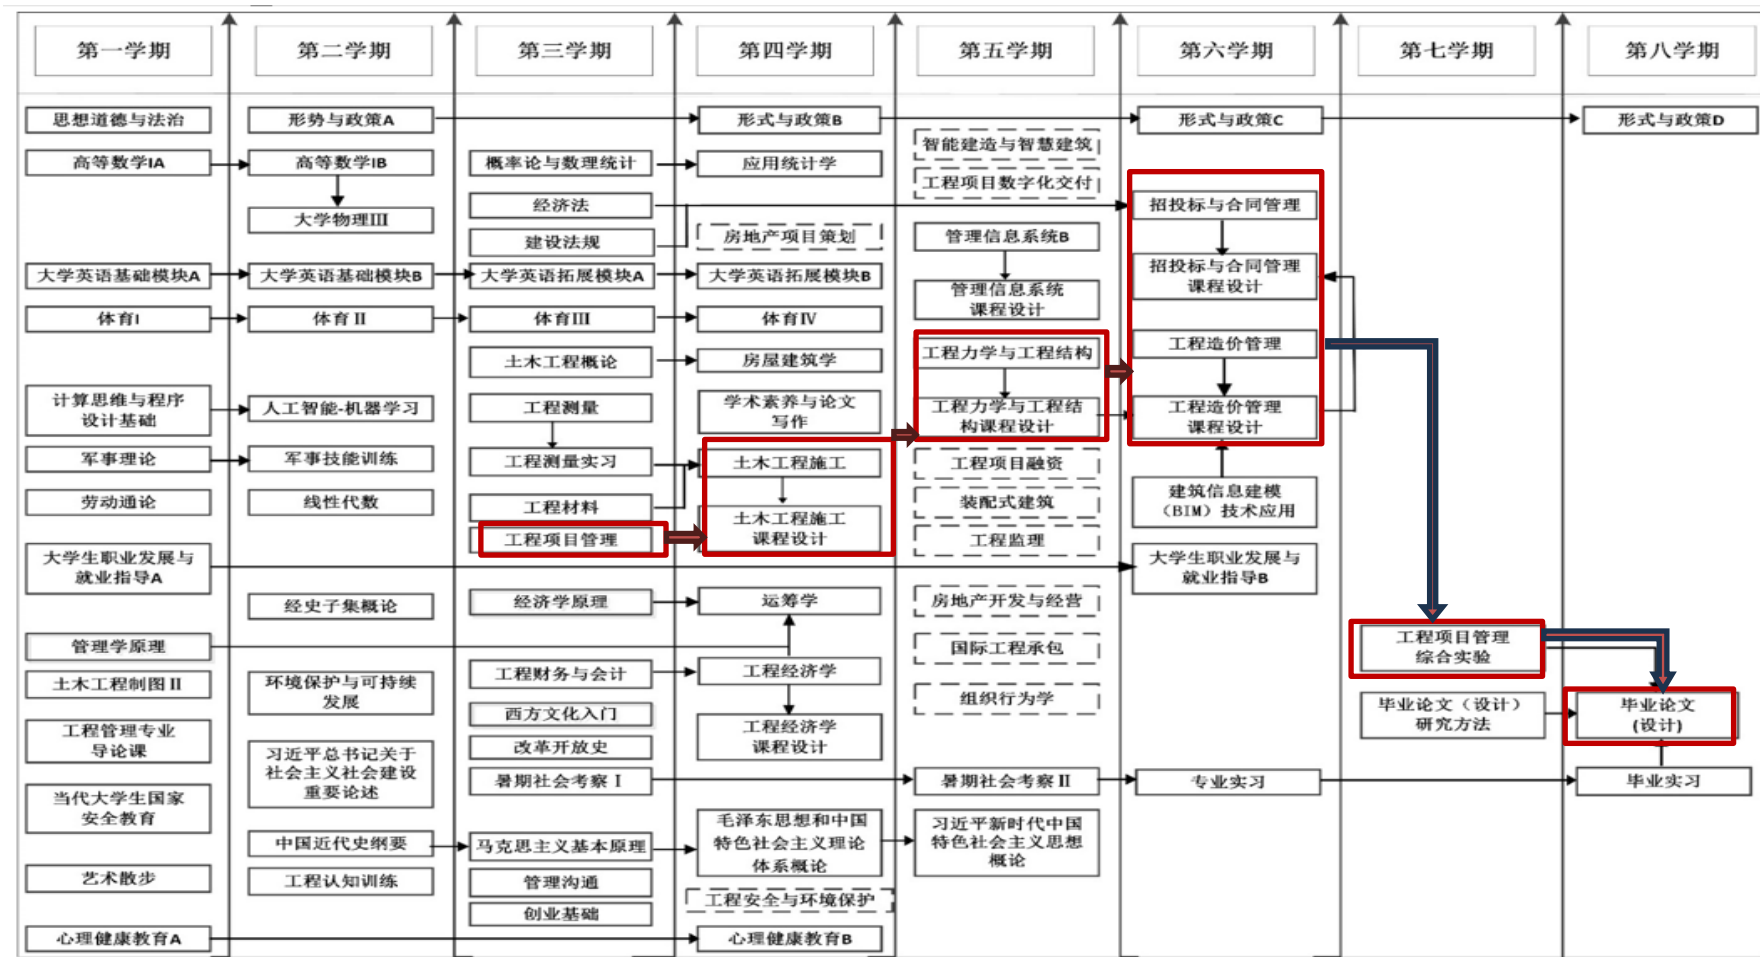 第一学期
第二学期
第三学期
第四学期
第五学期
第六学期
第七学期
第八学期
思想道德与法治
高等数学IA
大学英语基础模块A
体育I
计算思维与程序
设计基础
军事理论
劳动通论
大学生职业发展与
就业指导A
管理学原理
土木工程制图II
工程管理专业
导论课
当代大学生国家
安全教育
艺术散步
心理健康教育A
形势与政策A
高等数学IB
大学物理III
大学英语基础模块B
体育II
人工智能-机器学习
军事技能训练
线性代数
经史子集概论
环境保护与可持续
发展
习近平总书记关于
社会主义社会建设
重要论述
中国近代史纲要
工程认知训练
概率论与数理统计
经济法
建设法规
大学英语拓展模块A
体育III
土木工程概论
工程测量
工程测量实习
工程材料
工程项目管理
经济学原理
工程财务与会计
西方文化入门
改革开放史
暑期社会考察I
马克思主义基本原理
管理沟通
创业基础
形式与政策B
应用统计学
房地产项目策划
大学英语拓展模块B
体育IV
房屋建筑学
学术素养与论文
写作
土木工程施工
土木工程施工
课程设计
运筹学
工程经济学
工程经济学
课程设计
毛泽东思想和中国
特色社会主义理论
体系概论
工程安全与环境保护
心理健康教育B
智能建造与智慧建筑
工程项目数字化交付
管理信息系统B
管理信息系统
课程设计
工程力学与工程结构
工程力学与工程结
构课程设计
工程项目融资
装配式建筑
工程监理
房地产开发与经营
国际工程承包
组织行为学
暑期社会考察II
习近平新时代中国
特色社会主义思想
概论
形式与政策C
招投标与合同管理
招投标与合同管理
课程设计
工程造价管理
工程造价管理
课程设计
建筑信息建模
（BIM）技术应用
大学生职业发展与
就业指导B
专业实习
工程项目管理
综合实验
毕业论文（设计）
研究方法
形式与政策D
毕业论文
(设计)
毕业实习